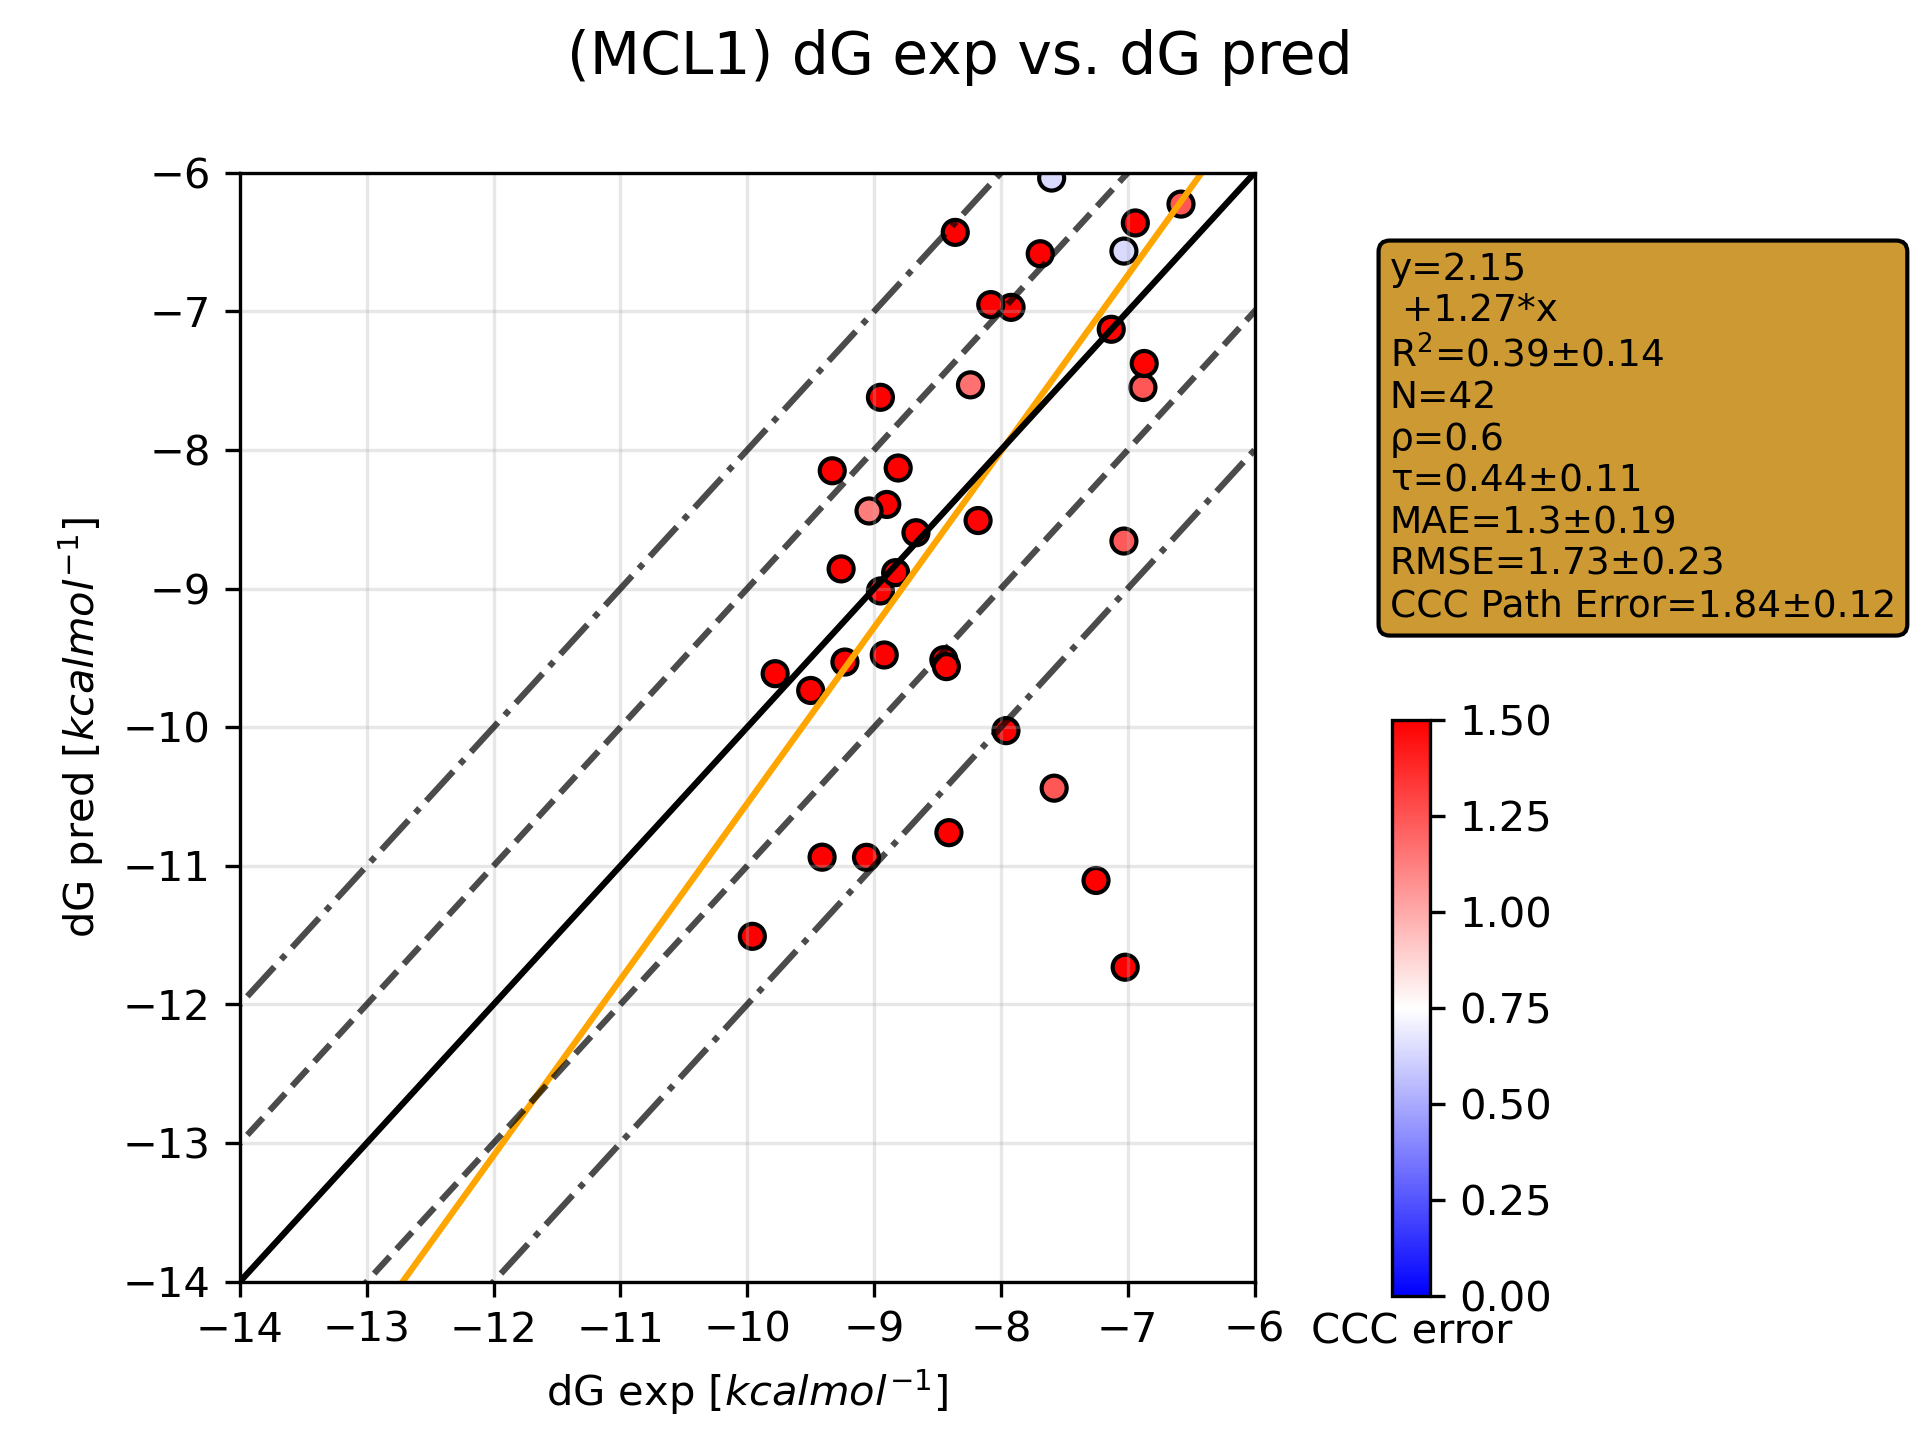 (MCL1) dG exp vs. dG pred
−6
−7
−8
−9
−10
−11
−12
−13
−14
dG pred [kcalmol⁻¹]
−14 −13 −12 −11 −10 −9 −8 −7 −6
dG exp [kcalmol⁻¹]
y=2.15
+1.27*x
R²=0.39±0.14
N=42
ρ=0.6
τ=0.44±0.11
MAE=1.3±0.19
RMSE=1.73±0.23
CCC Path Error=1.84±0.12
1.50
1.25
1.00
0.75
0.50
0.25
0.00
CCC error